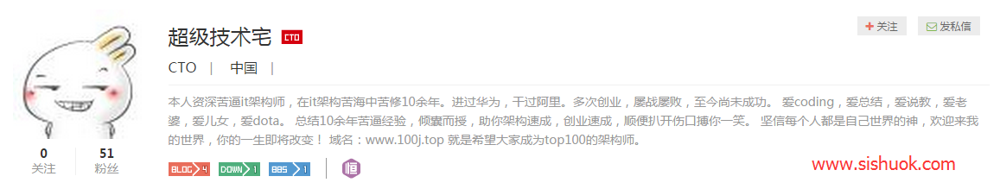 超级技术宅 CTO
+ 关注
发私信
CTO | 中国 |
本人资深苦逼it架构师，在it架构苦海中苦修10余年。进过华为，干过阿里。多次创业，屡战屡败，至今尚未成功。 爱coding，爱总结，爱说教，爱老
婆，爱儿女，爱dota。 总结10余年苦逼经验，倾囊而授，助你架构速成，创业速成，顺便扒开伤口搏你一笑。 坚信每个人都是自己世界的神，欢迎来我
的世界，你的一生即将改变！ 域名：www.100j.top 就是希望大家成为top100的架构师。
0
关注
51
粉丝
BLOG 4 DOWN 1 BBS 1 恒
www.sishuok.com